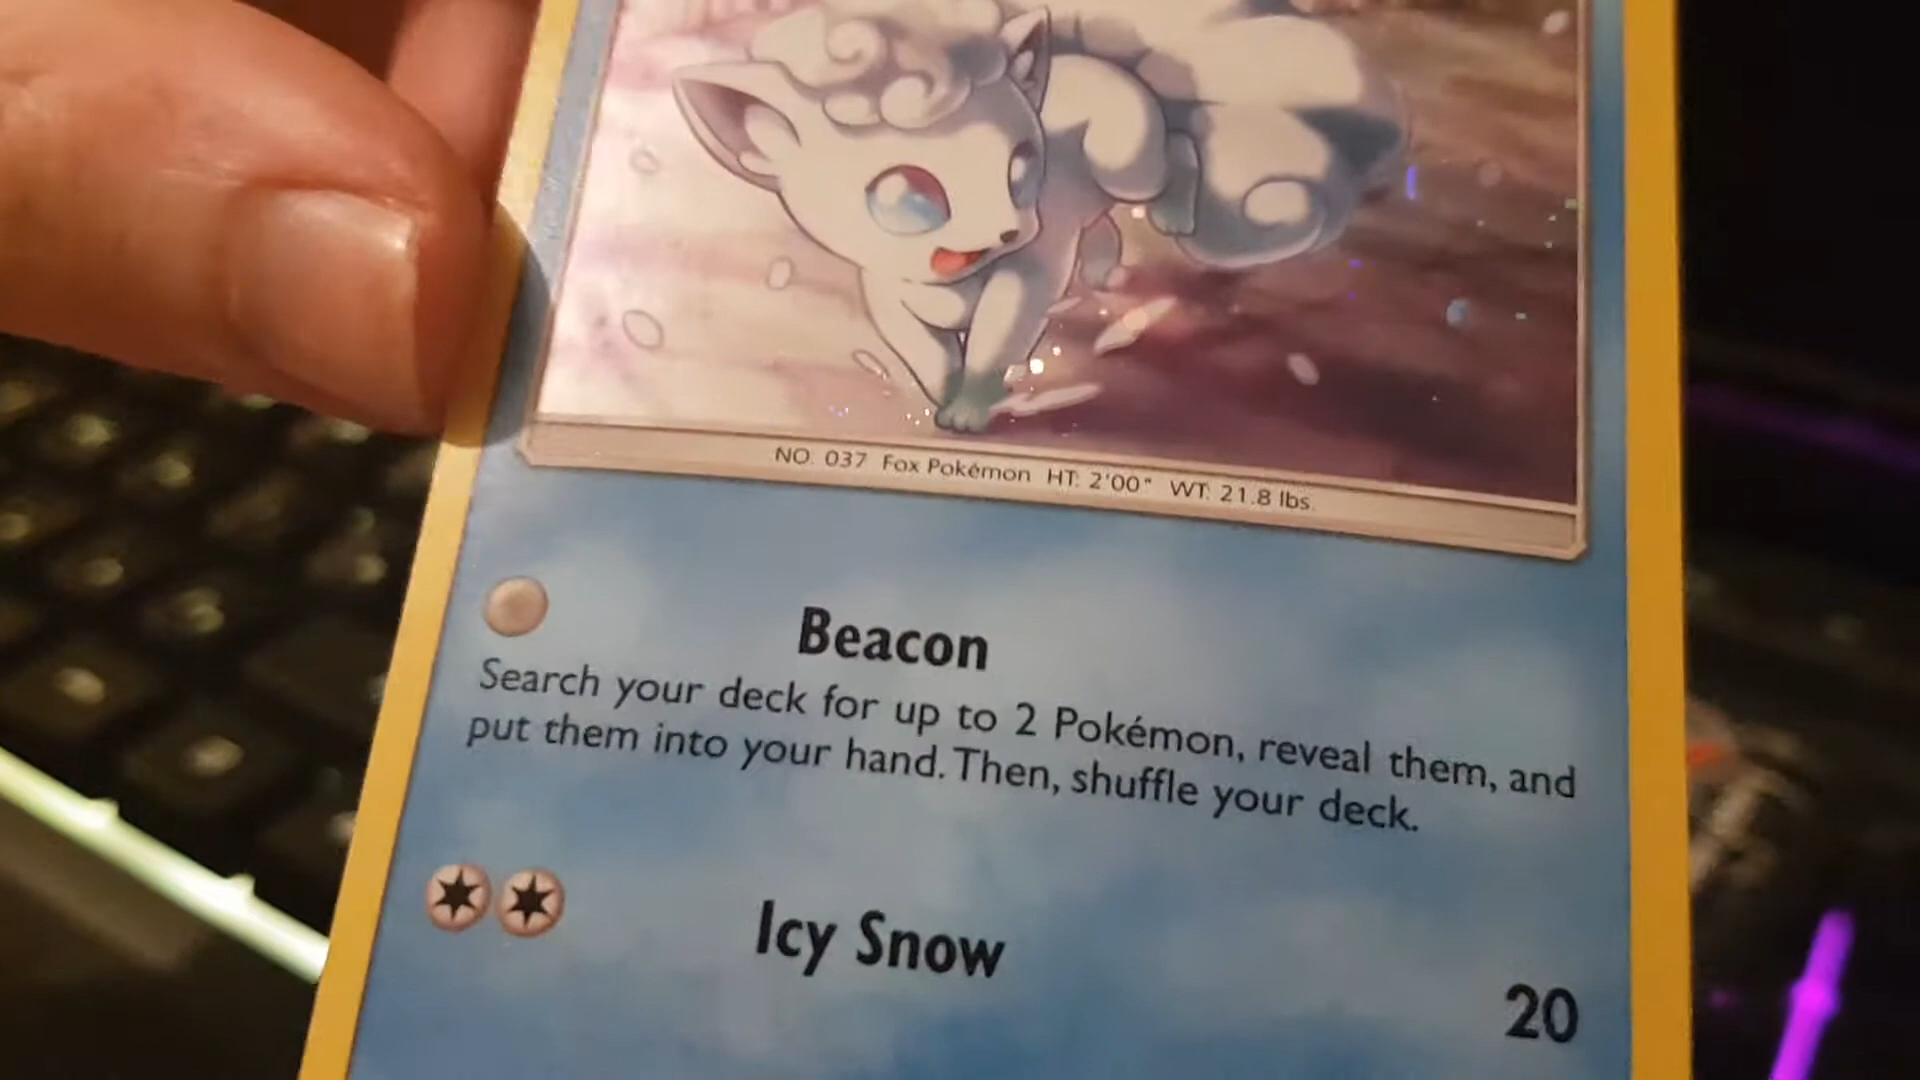 NO. 037 Fox Pokémon HT: 2'00" WT: 21.8 lbs.
Beacon
Search your deck for up to 2 Pokémon, reveal them, and
put them into your hand. Then, shuffle your deck.
Icy Snow
20